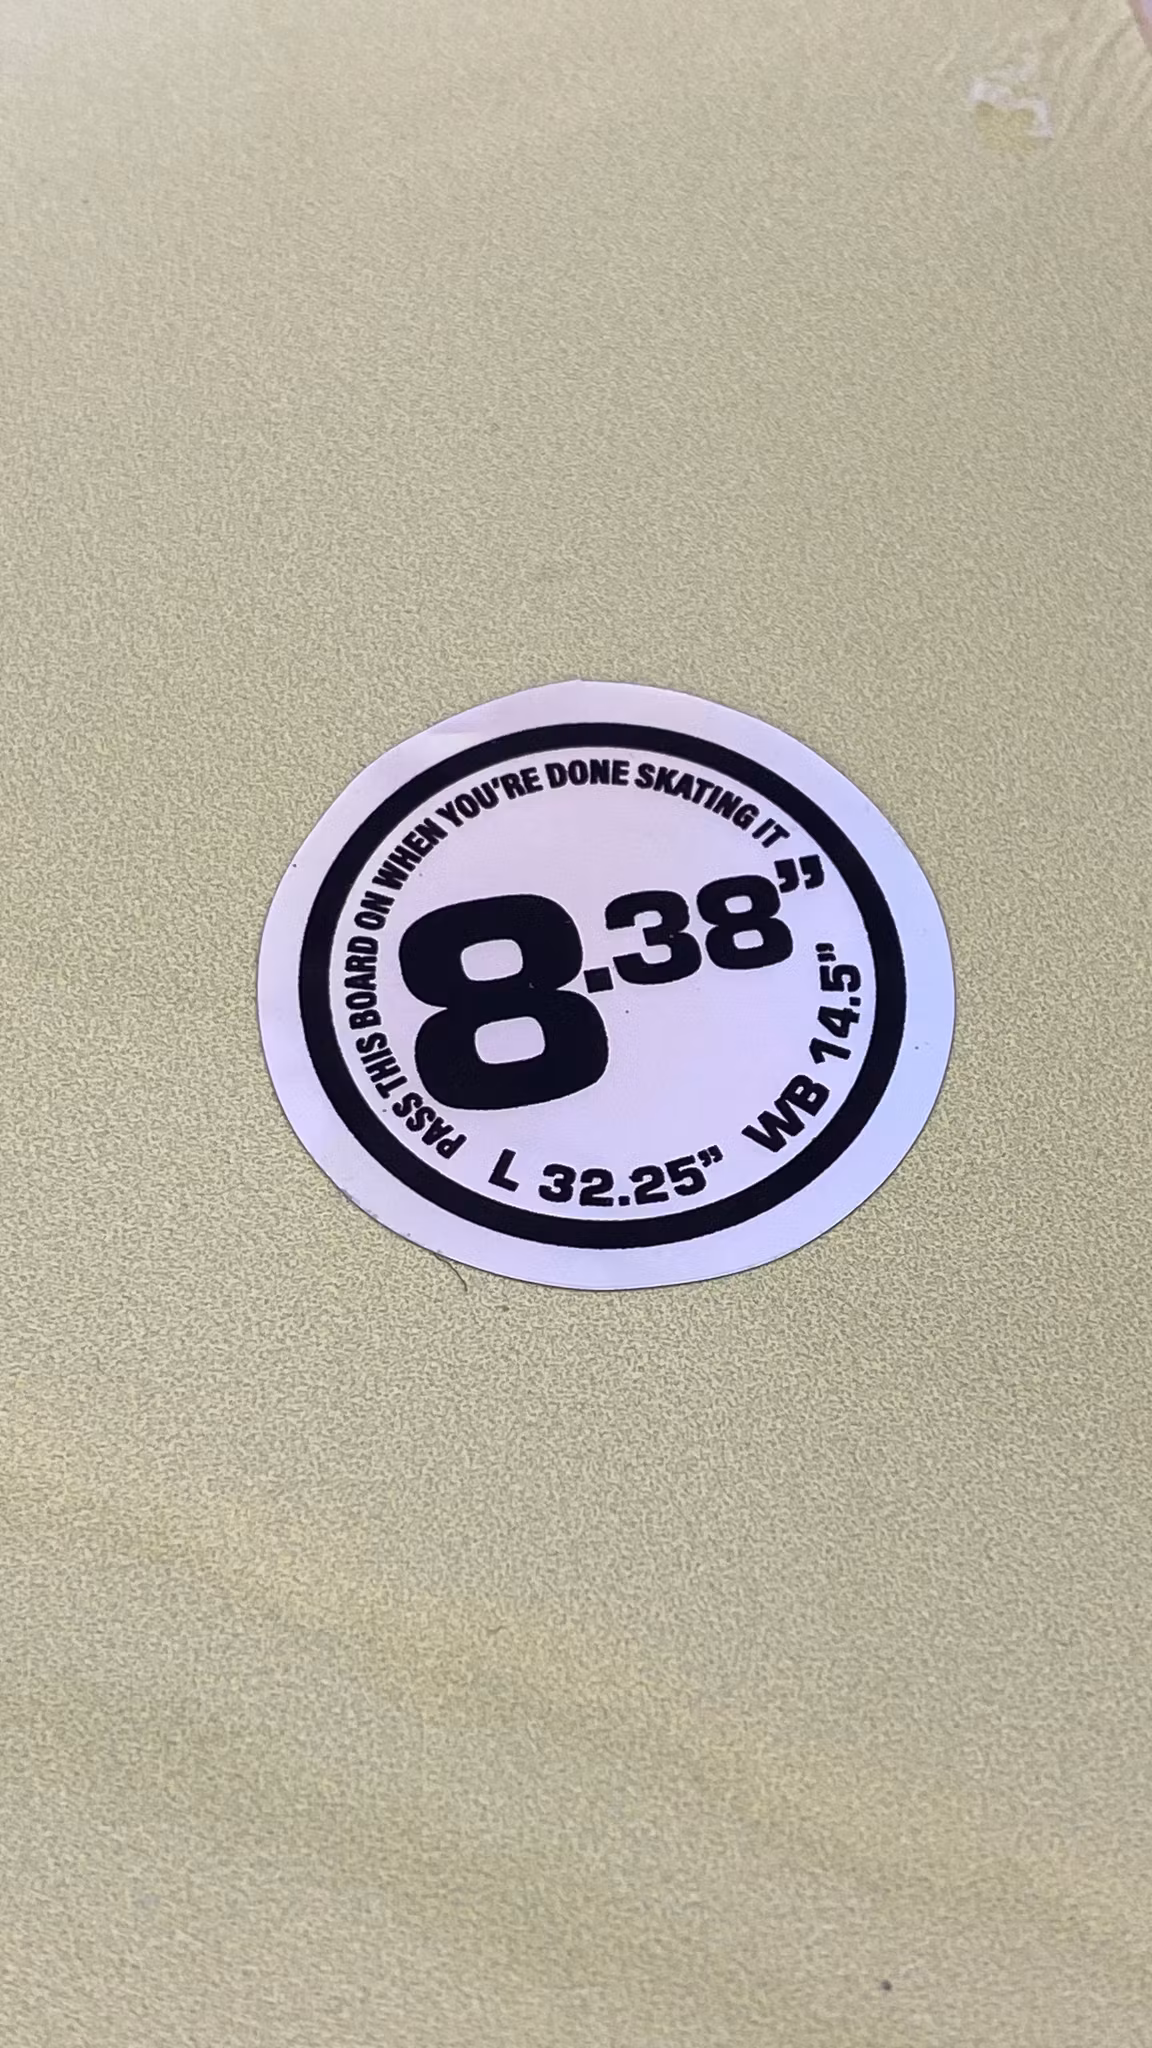 PASS THIS BOARD ON WHEN YOU'RE DONE SKATING IT
8.38”
L 32.25” WB 14.5”